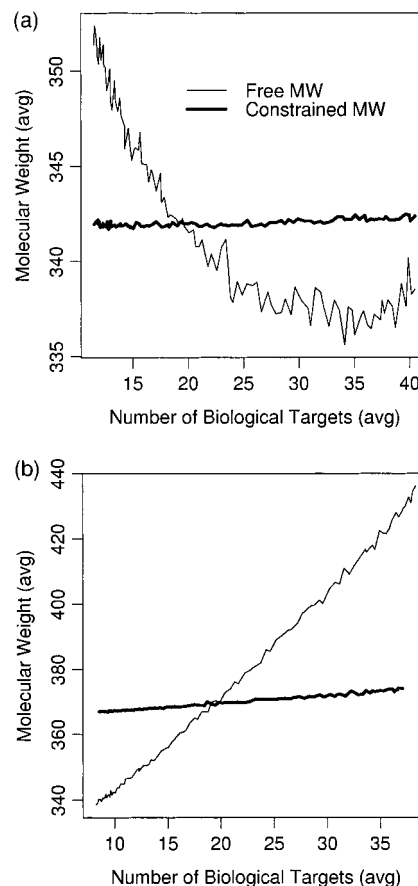 (a)
Molecular Weight (avg)
350
345
340
335
Free MW
Constrained MW
15 20 25 30 35 40
Number of Biological Targets (avg)
(b)
Molecular Weight (avg)
440
420
400
380
360
340
10 15 20 25 30 35
Number of Biological Targets (avg)